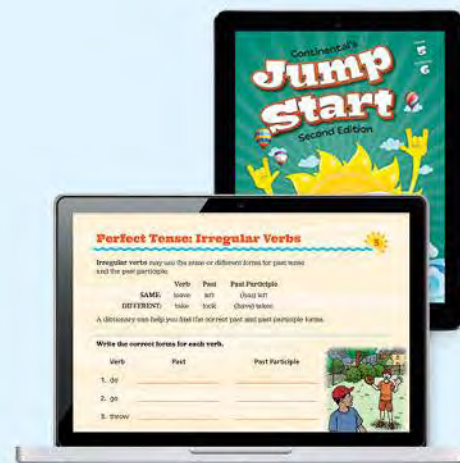 Continental's
Jump
Start
Second Edition
5
6
Perfect Tense: Irregular Verbs
5
Irregular verbs may use the same or different forms for past tense
and the past participle.
Verb Past Past Participle
SAME: leave left (has) left
DIFFERENT: take took (have) taken
A dictionary can help you find the correct past and past participle forms.
Write the correct forms for each verb.
Verb Past Past Participle
1. do
2. go
3. throw